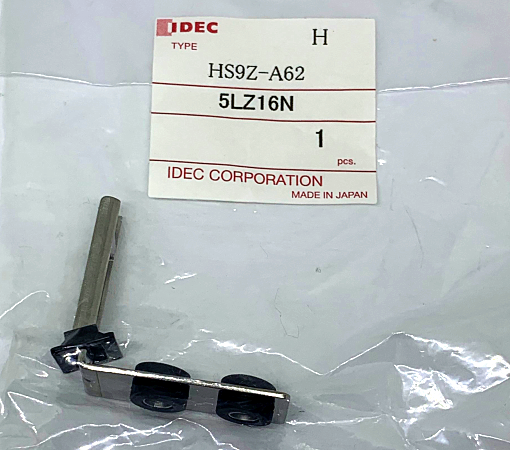 IDEC H
TYPE
HS9Z-A62
5LZ16N
1 pcs.
IDEC CORPORATION
MADE IN JAPAN